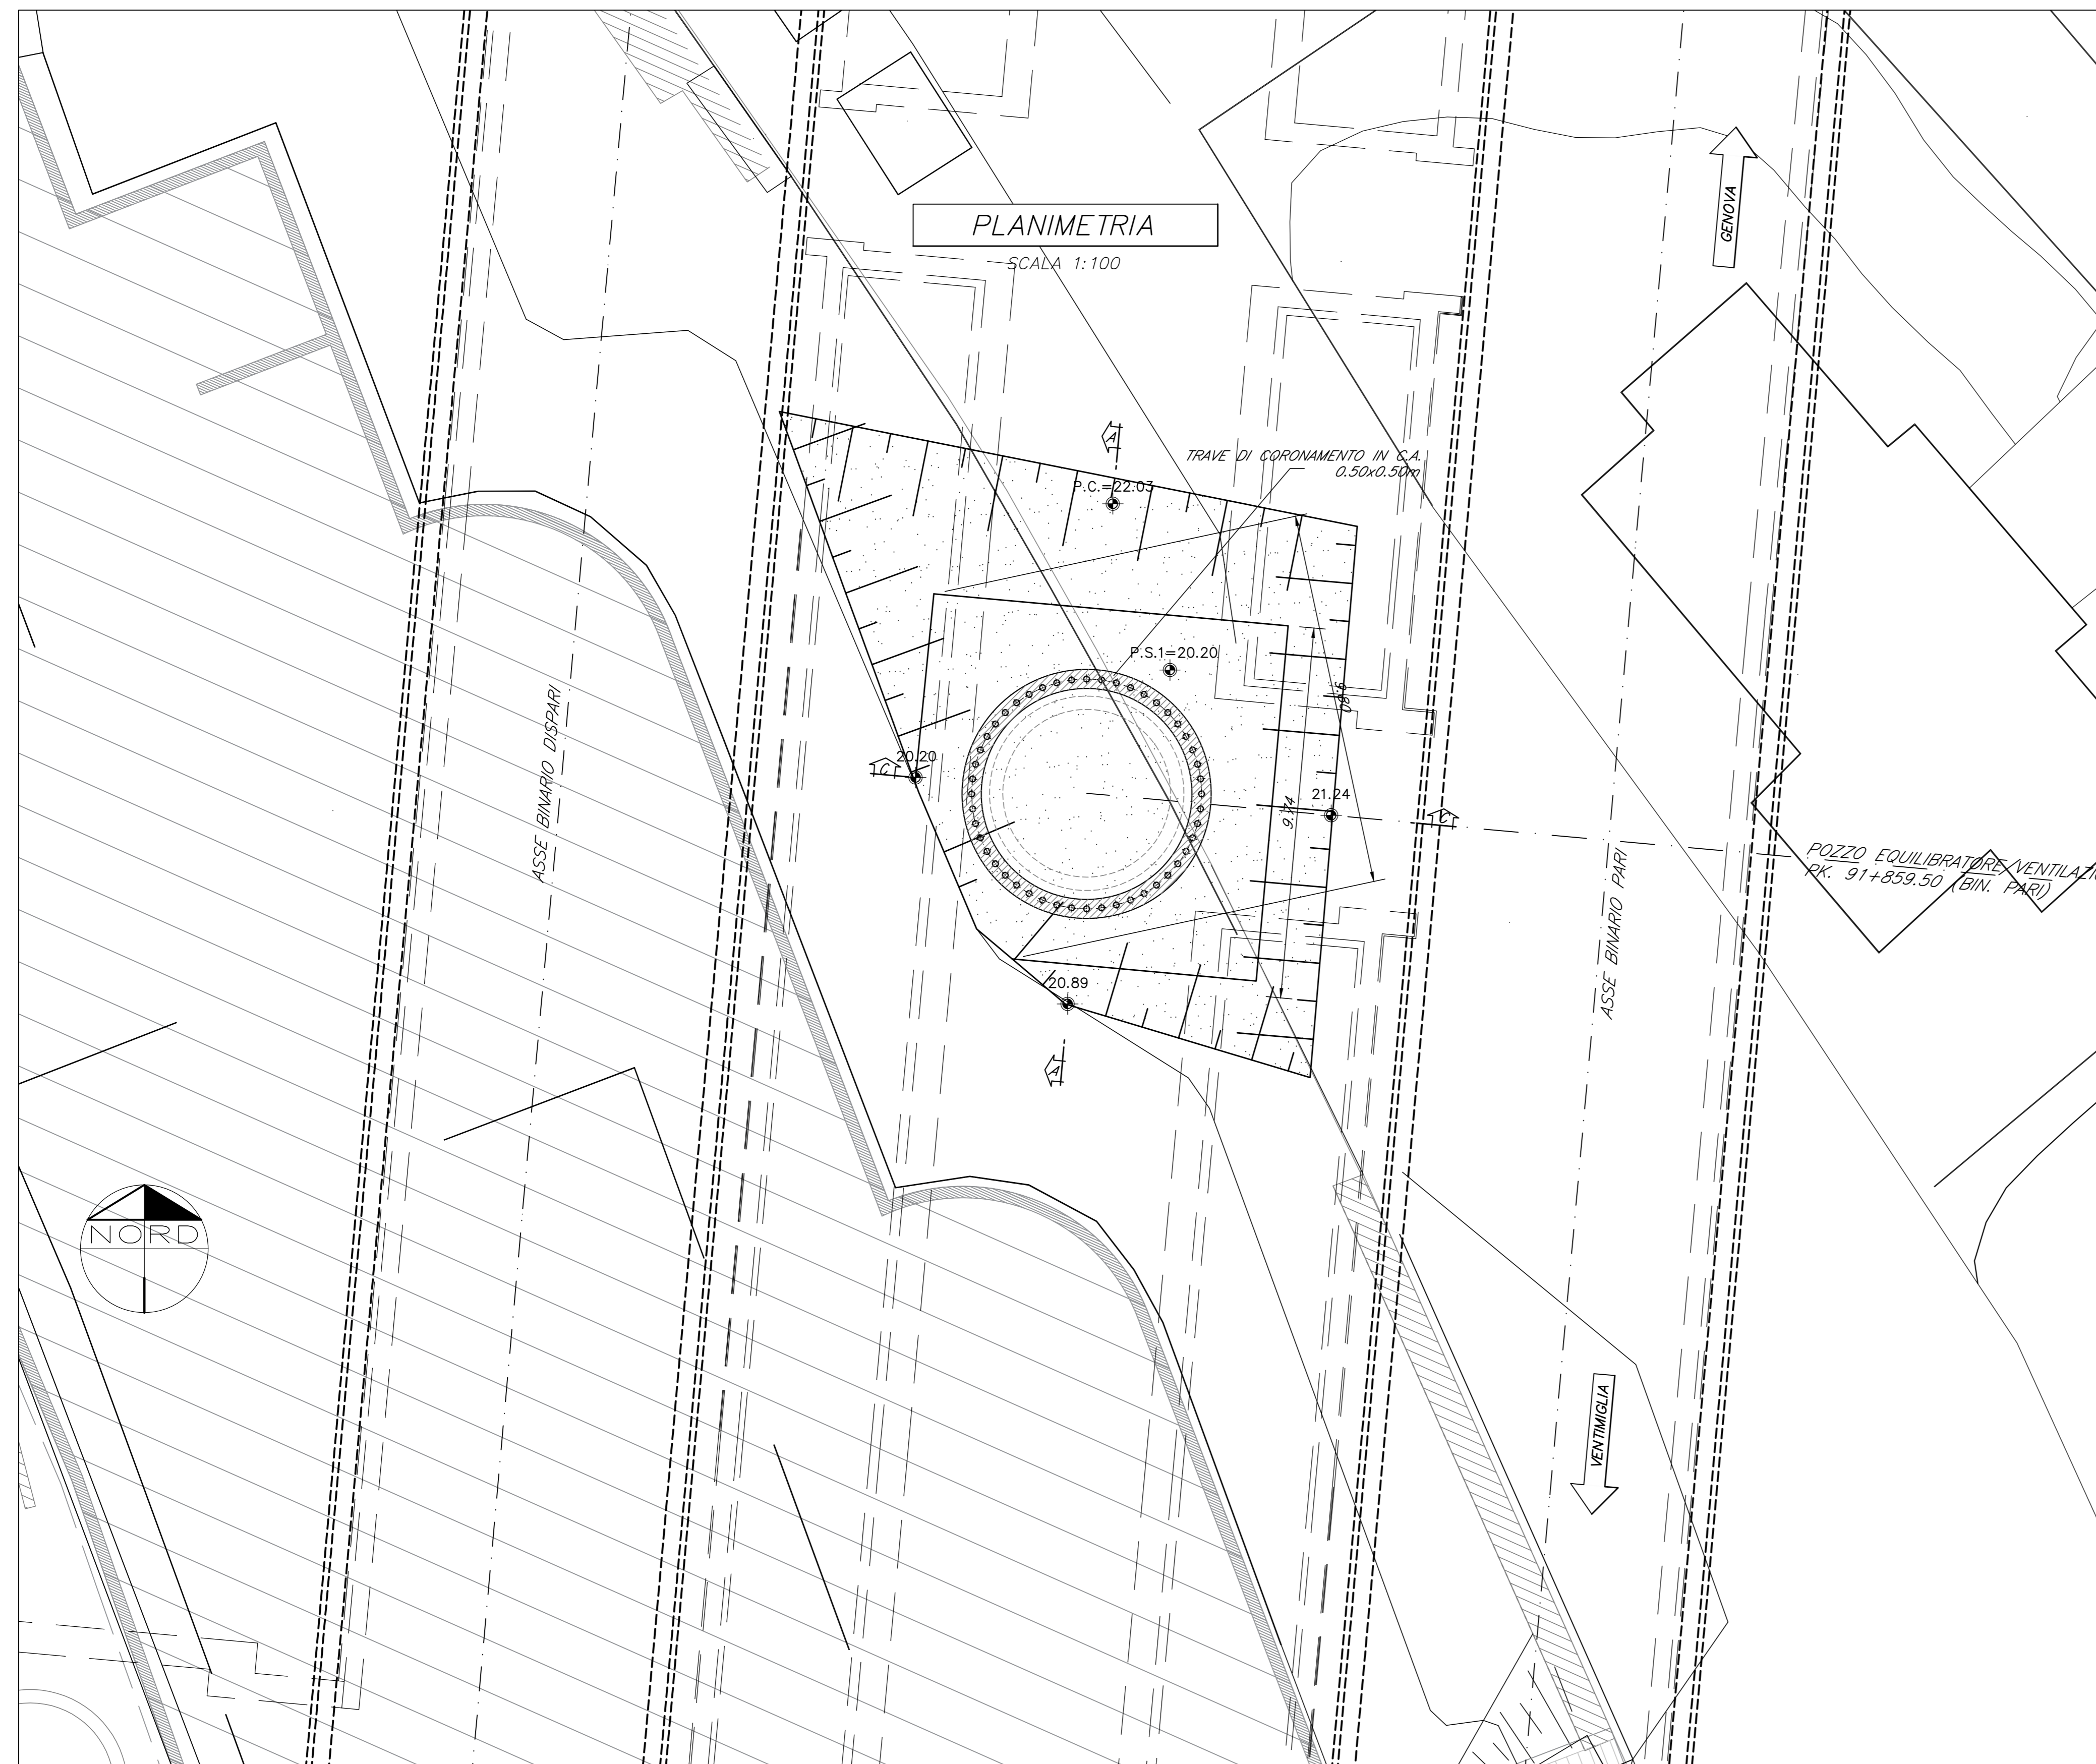 PLANIMETRIA
SCALA 1:100
GENOVA
A
TRAVE DI CORONAMENTO IN C.A.
0.50x0.50m
P.C.=22.03
P.S.1=20.20
9.80
ASSE BINARIO DISPARI
20.20
C
21.24
9.74
C
ASSE BINARIO PARI
POZZO EQUILIBRATORE/VENTILAZI
PK. 91+859.50 (BIN. PARI)
20.89
A
NORD
VENTIMIGLIA